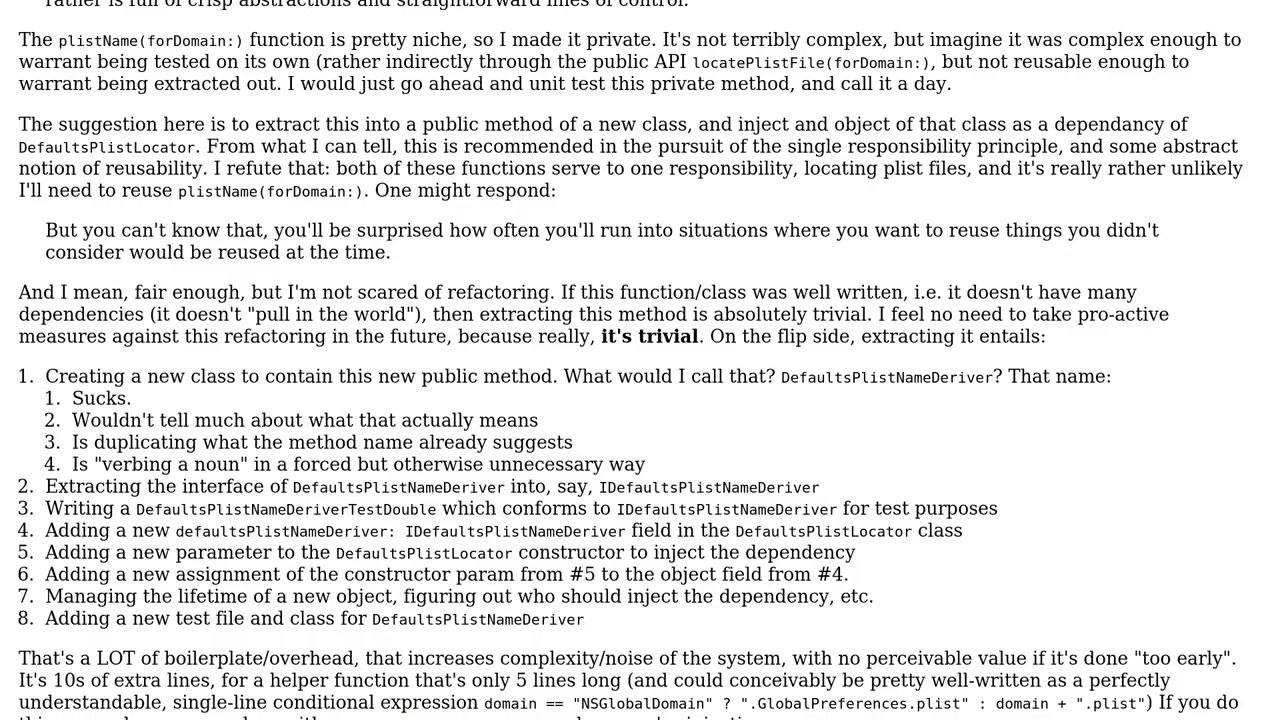 rather is full of crisp abstractions and straightforward lines of control.
The plistName(forDomain:) function is pretty niche, so I made it private. It's not terribly complex, but imagine it was complex enough to
warrant being tested on its own (rather indirectly through the public API locatePlistFile(forDomain:), but not reusable enough to
warrant being extracted out. I would just go ahead and unit test this private method, and call it a day.
The suggestion here is to extract this into a public method of a new class, and inject and object of that class as a dependancy of
DefaultsPlistLocator. From what I can tell, this is recommended in the pursuit of the single responsibility principle, and some abstract
notion of reusability. I refute that: both of these functions serve to one responsibility, locating plist files, and it's really rather unlikely
I'll need to reuse plistName(forDomain:). One might respond:
But you can't know that, you'll be surprised how often you'll run into situations where you want to reuse things you didn't
consider would be reused at the time.
And I mean, fair enough, but I'm not scared of refactoring. If this function/class was well written, i.e. it doesn't have many
dependencies (it doesn't "pull in the world"), then extracting this method is absolutely trivial. I feel no need to take pro-active
measures against this refactoring in the future, because really, it's trivial. On the flip side, extracting it entails:
1. Creating a new class to contain this new public method. What would I call that? DefaultsPlistNameDeriver? That name:
1. Sucks.
2. Wouldn't tell much about what that actually means
3. Is duplicating what the method name already suggests
4. Is "verbing a noun" in a forced but otherwise unnecessary way
2. Extracting the interface of DefaultsPlistNameDeriver into, say, IDefaultsPlistNameDeriver
3. Writing a DefaultsPlistNameDeriverTestDouble which conforms to IDefaultsPlistNameDeriver for test purposes
4. Adding a new defaultsPlistNameDeriver: IDefaultsPlistNameDeriver field in the DefaultsPlistLocator class
5. Adding a new parameter to the DefaultsPlistLocator constructor to inject the dependency
6. Adding a new assignment of the constructor param from #5 to the object field from #4.
7. Managing the lifetime of a new object, figuring out who should inject the dependency, etc.
8. Adding a new test file and class for DefaultsPlistNameDeriver
That's a LOT of boilerplate/overhead, that increases complexity/noise of the system, with no perceivable value if it's done "too early".
It's 10s of extra lines, for a helper function that's only 5 lines long (and could conceivably be pretty well-written as a perfectly
understandable, single-line conditional expression domain == "NSGlobalDomain" ? ".GlobalPreferences.plist" : domain + ".plist") If you do